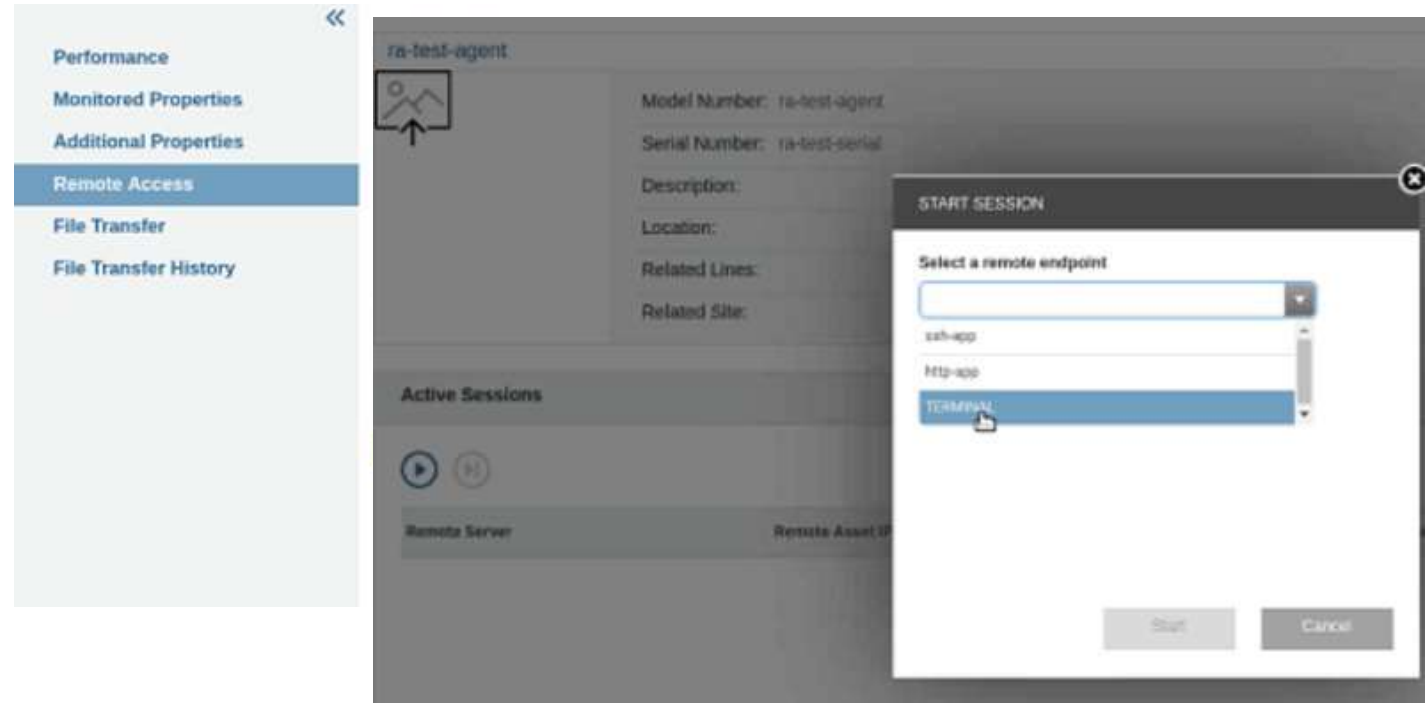 Performance
Monitored Properties
Additional Properties
Remote Access
File Transfer
File Transfer History
ra-test-agent
Model Number: ra-test-agent
Serial Number: ra-test-serial
Description:
Location:
Related Lines:
Related Site:
Active Sessions
Remote Server
Remote Asset IP
START SESSION
Select a remote endpoint
ssh-app
http-app
TERMINAL
Start
Cancel